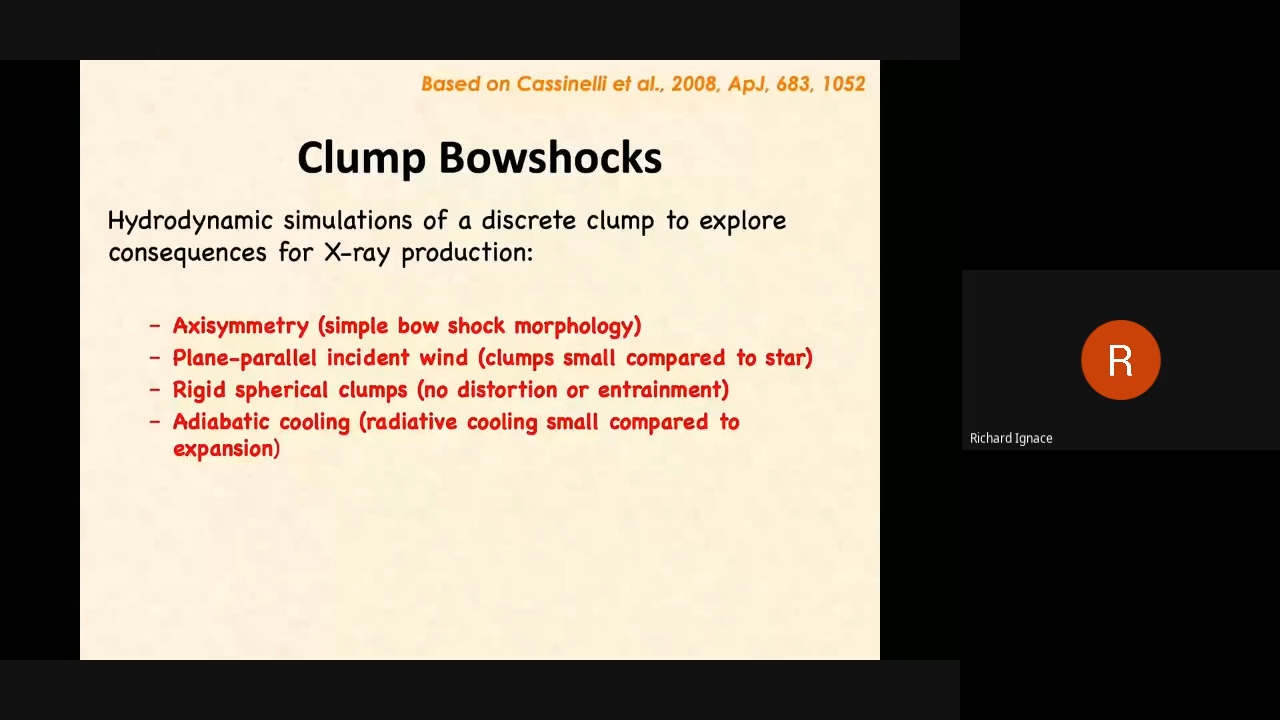 Based on Cassinelli et al., 2008, ApJ, 683, 1052
Clump Bowshocks
Hydrodynamic simulations of a discrete clump to explore
consequences for X-ray production:
– Axisymmetry (simple bow shock morphology)
– Plane-parallel incident wind (clumps small compared to star)
– Rigid spherical clumps (no distortion or entrainment)
– Adiabatic cooling (radiative cooling small compared to
expansion)
R
Richard Ignace